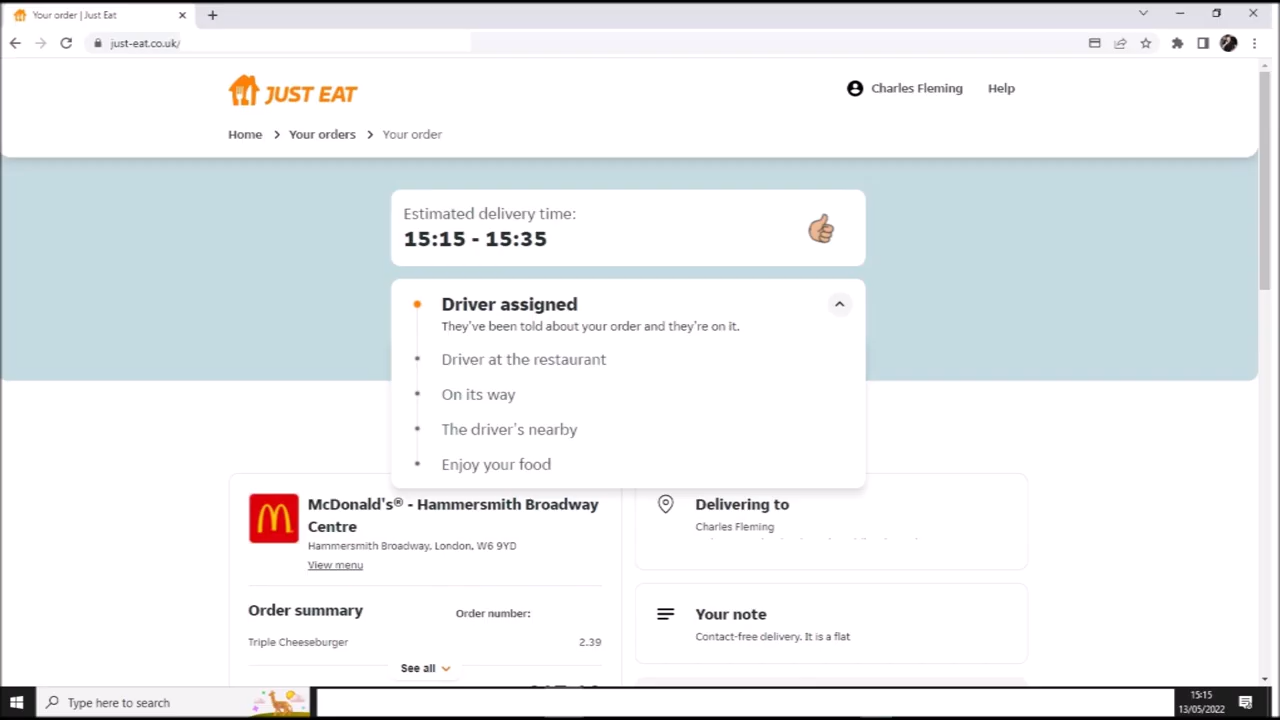 Your order | Just Eat
just-eat.co.uk/
JUST EAT
Charles Fleming
Help
Home > Your orders > Your order
Estimated delivery time:
15:15 - 15:35
Driver assigned
They've been told about your order and they're on it.
Driver at the restaurant
On its way
The driver's nearby
Enjoy your food
McDonald's® - Hammersmith Broadway
Centre
Hammersmith Broadway, London, W6 9YD
View menu
Order summary
Order number:
Triple Cheeseburger
2.39
See all
Delivering to
Charles Fleming
Your note
Contact-free delivery. It is a flat
Type here to search
15:15
13/05/2022